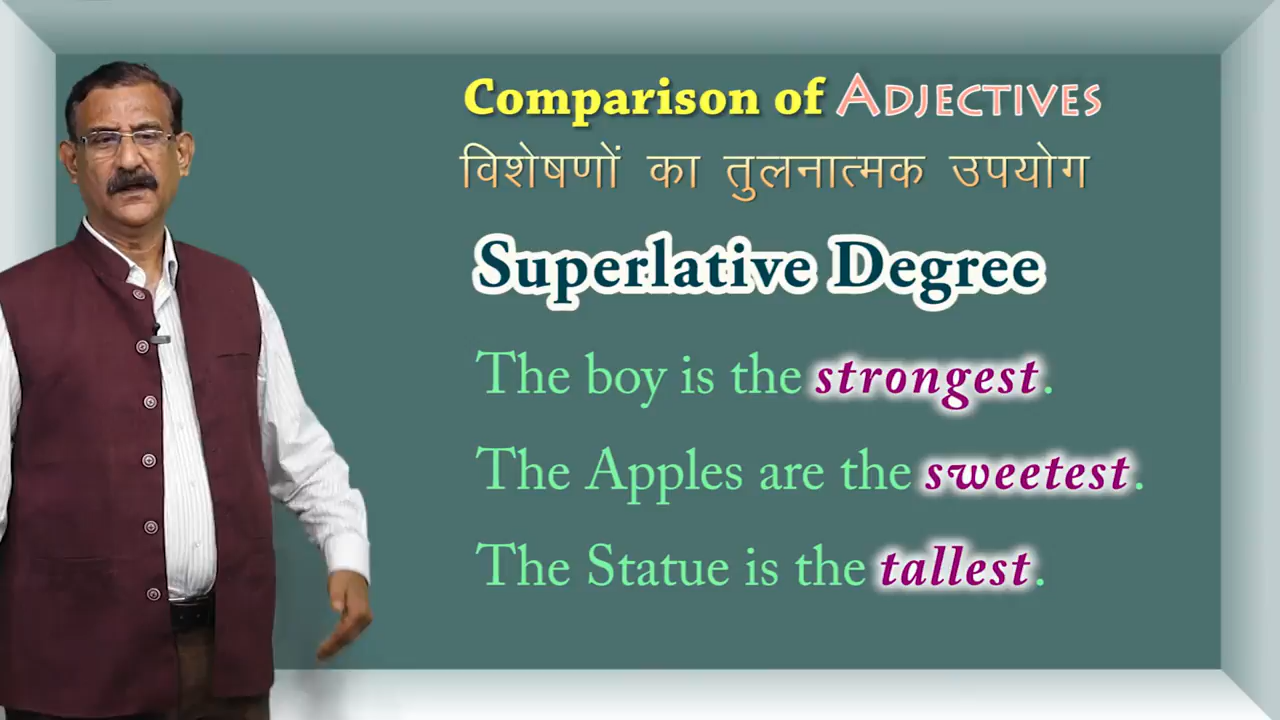 Comparison of ADJECTIVES
विशेषणों का तुलनात्मक उपयोग
Superlative Degree
The boy is the strongest.
The Apples are the sweetest.
The Statue is the tallest.